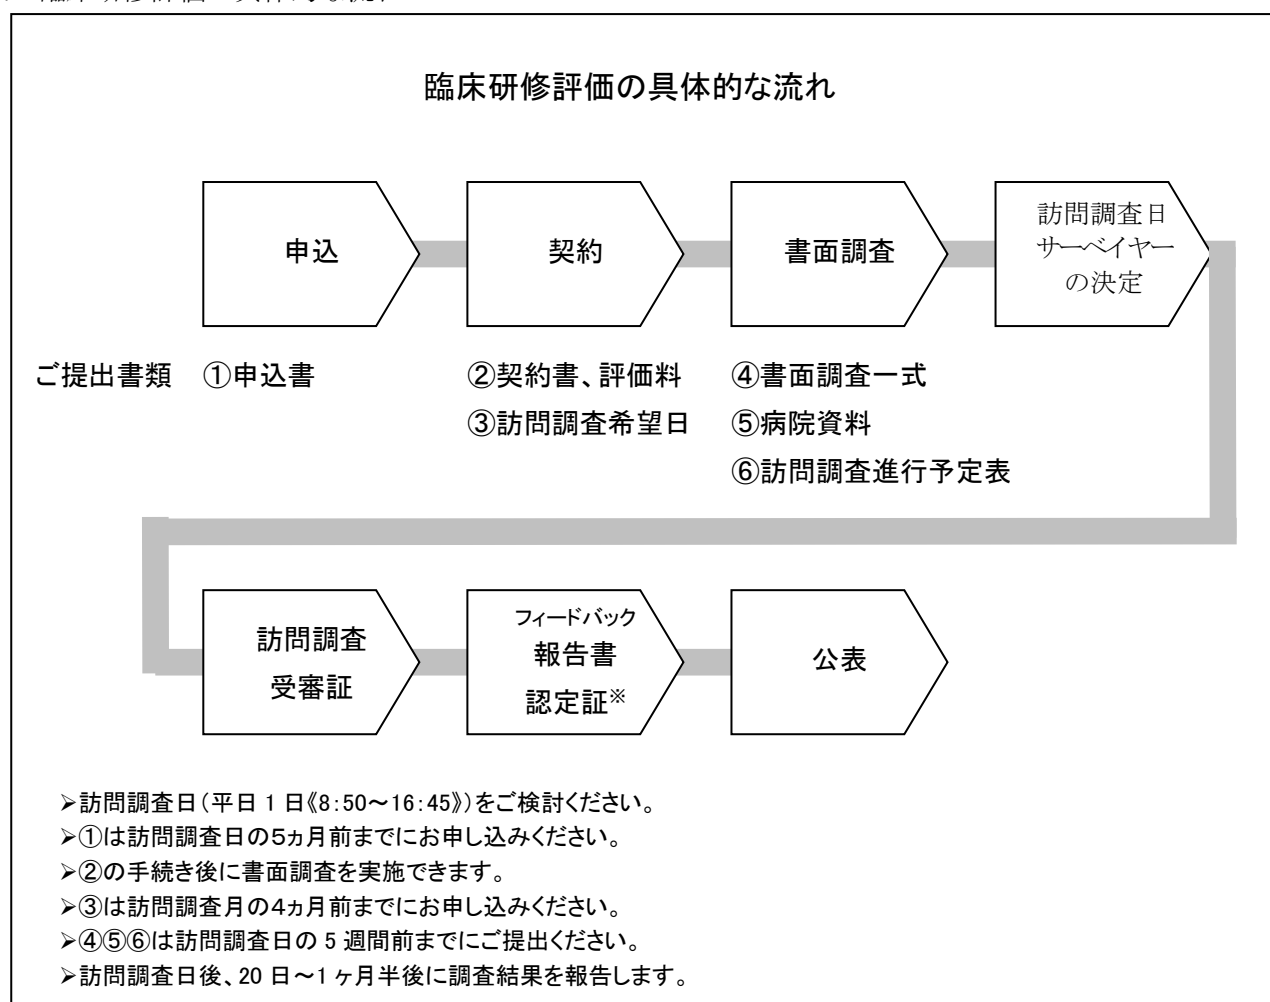 臨床研修評価の具体的な流れ
申込
契約
書面調査
訪問調査日
サーベイヤー
の決定
ご提出書類 ①申込書
②契約書、評価料
④書面調査一式
③訪問調査希望日
⑤病院資料
⑥訪問調査進行予定表
訪問調査
受審証
フィードバック
報告書
認定証※
公表
➢訪問調査日(平日 1 日《8:50～16:45》)をご検討ください。
➢①は訪問調査日の5ヵ月前までにお申し込みください。
➢②の手続き後に書面調査を実施できます。
➢③は訪問調査月の4ヵ月前までにお申し込みください。
➢④⑤⑥は訪問調査日の 5 週間前までにご提出ください。
➢訪問調査日後、20 日～1 ヶ月半後に調査結果を報告します。